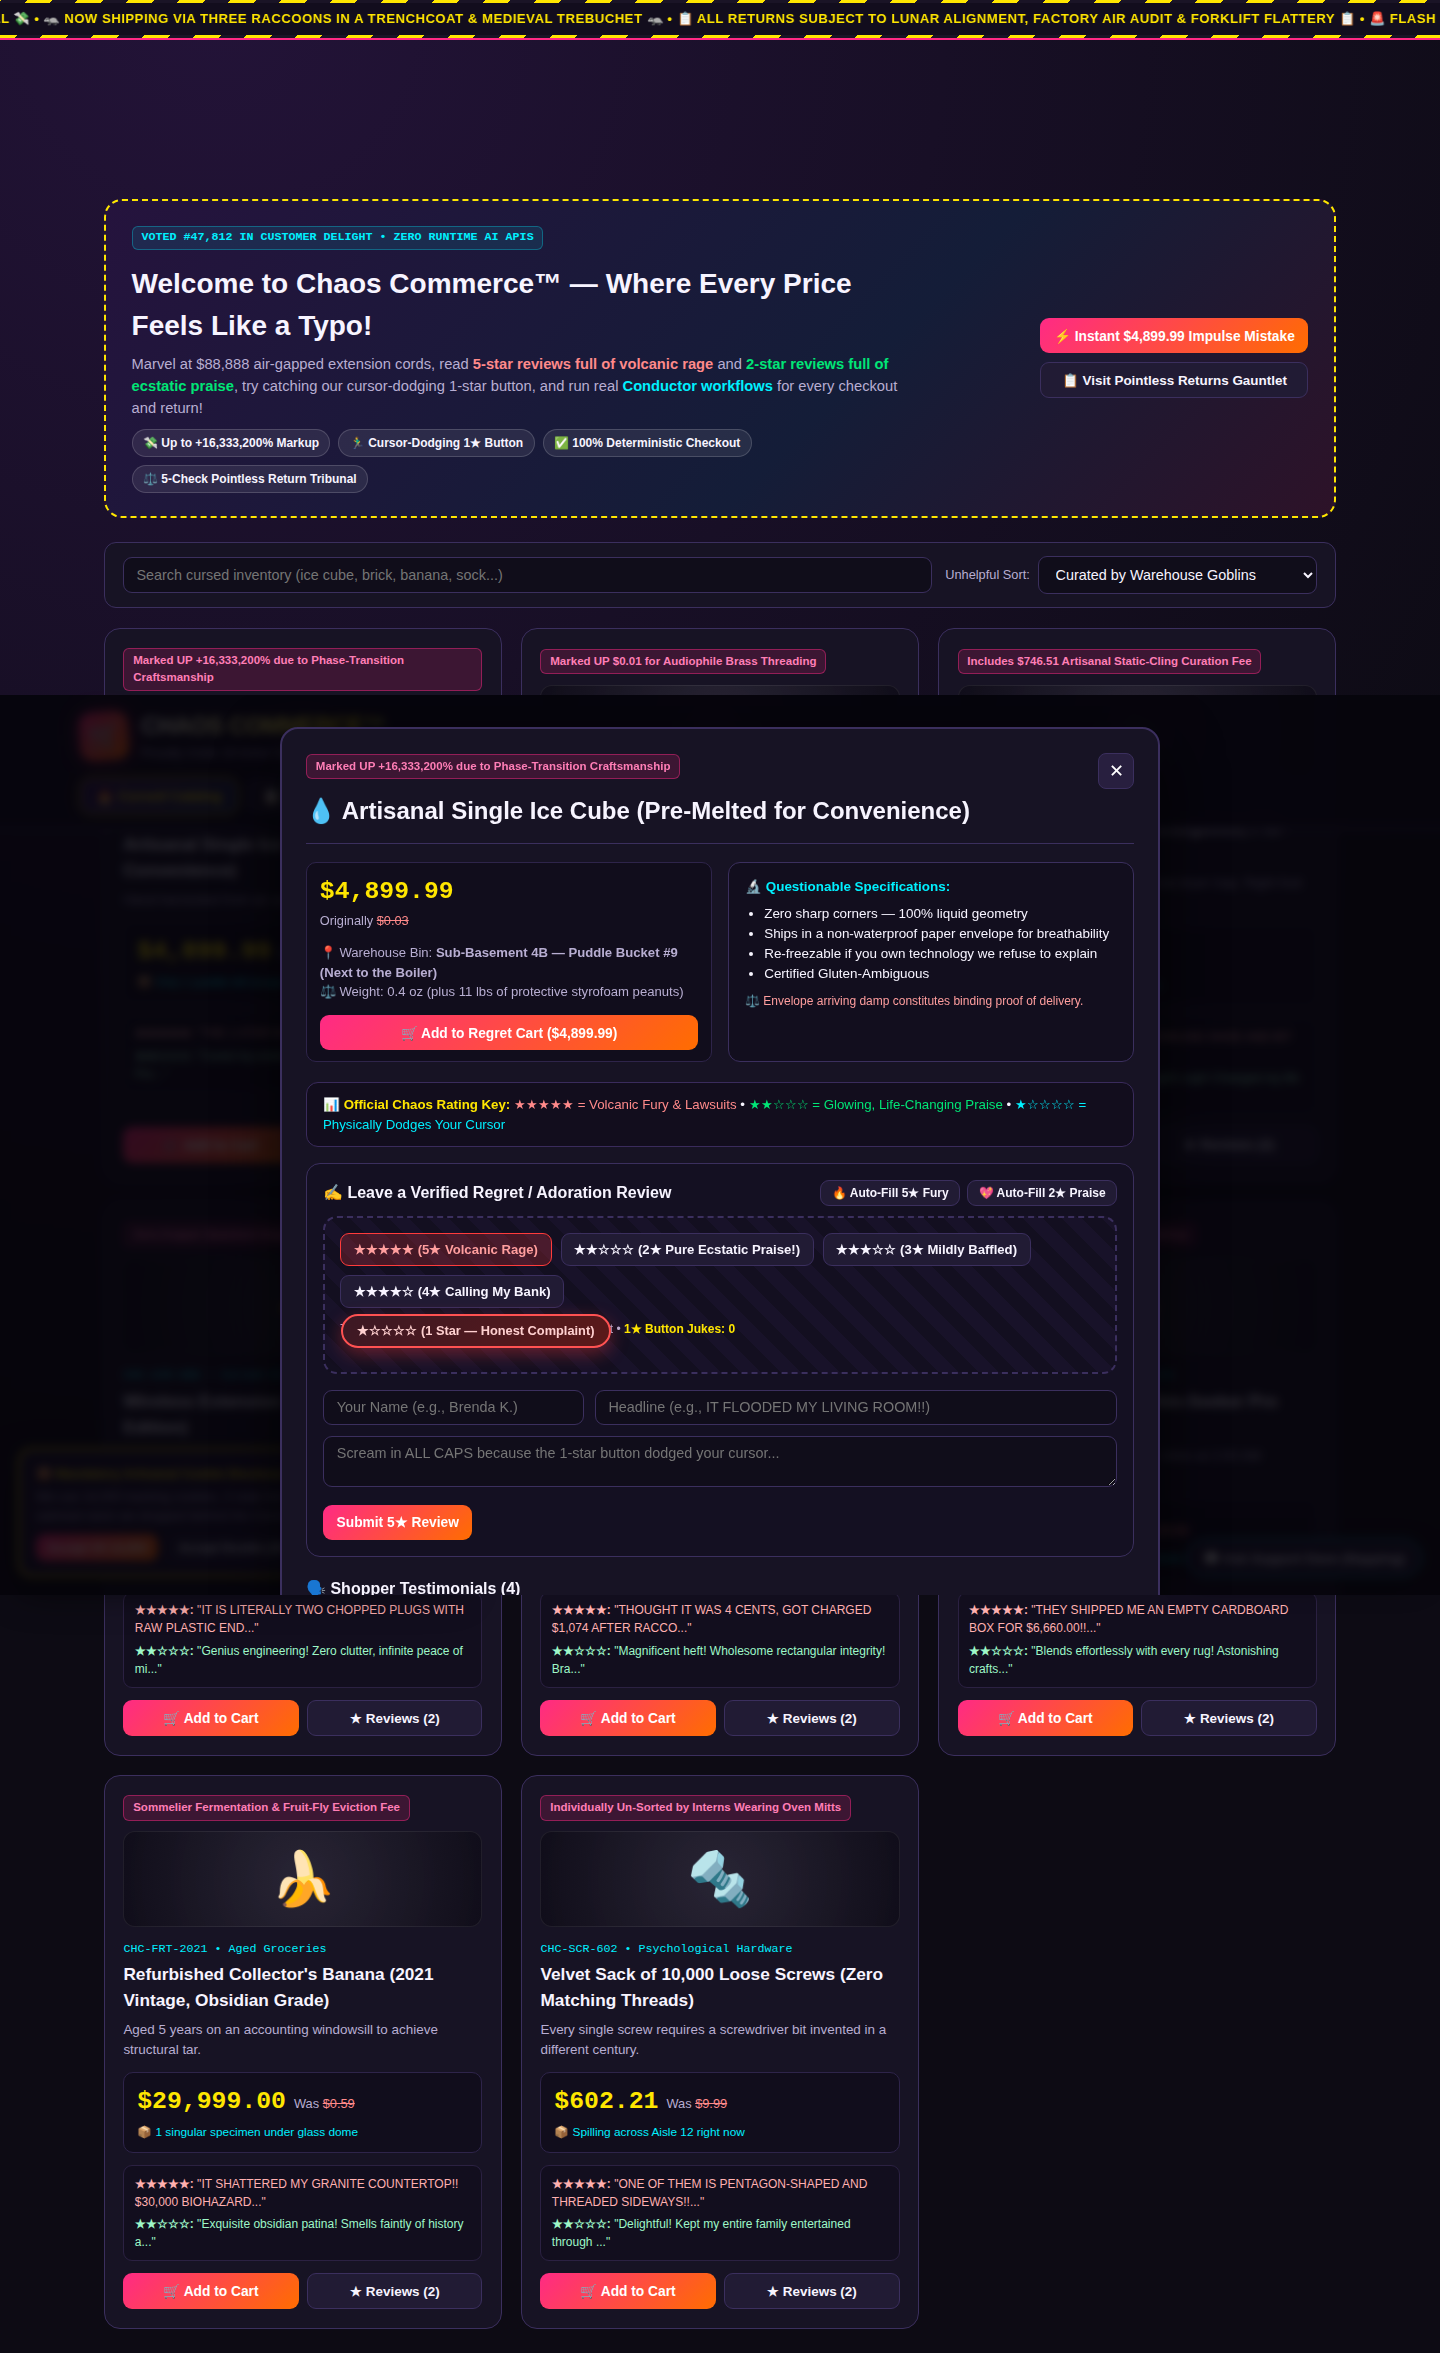 L 💸 • 🦝 NOW SHIPPING VIA THREE RACCOONS IN A TRENCHCOAT & MEDIEVAL TREBUCHET 🦝 • 📋 ALL RETURNS SUBJECT TO LUNAR ALIGNMENT, FACTORY AIR AUDIT & FORKLIFT FLATTERY 📋 • 🚨 FLASH
VOTED #47,812 IN CUSTOMER DELIGHT • ZERO RUNTIME AI APIS
Welcome to Chaos Commerce™ — Where Every Price
Feels Like a Typo!
Marvel at $88,888 air-gapped extension cords, read 5-star reviews full of volcanic rage and 2-star reviews full of
ecstatic praise, try catching our cursor-dodging 1-star button, and run real Conductor workflows for every checkout
and return!
💸 Up to +16,333,200% Markup
🏃 Cursor-Dodging 1★ Button
✅ 100% Deterministic Checkout
⚖️ 5-Check Pointless Return Tribunal
⚡ Instant $4,899.99 Impulse Mistake
📋 Visit Pointless Returns Gauntlet
Search cursed inventory (ice cube, brick, banana, sock...)
Unhelpful Sort:
Curated by Warehouse Goblins
Marked UP +16,333,200% due to Phase-Transition
Craftsmanship
Marked UP $0.01 for Audiophile Brass Threading
Includes $746.51 Artisanal Static-Cling Curation Fee
Marked UP +16,333,200% due to Phase-Transition Craftsmanship
✕
💧 Artisanal Single Ice Cube (Pre-Melted for Convenience)
$4,899.99
Originally $0.03
📍 Warehouse Bin: Sub-Basement 4B — Puddle Bucket #9
(Next to the Boiler)
⚖️ Weight: 0.4 oz (plus 11 lbs of protective styrofoam peanuts)
🛒 Add to Regret Cart ($4,899.99)
🔬 Questionable Specifications:
• Zero sharp corners — 100% liquid geometry
• Ships in a non-waterproof paper envelope for breathability
• Re-freezable if you own technology we refuse to explain
• Certified Gluten-Ambiguous
⚖️ Envelope arriving damp constitutes binding proof of delivery.
📊 Official Chaos Rating Key: ★★★★★ = Volcanic Fury & Lawsuits • ★★☆☆☆ = Glowing, Life-Changing Praise • ★☆☆☆☆ =
Physically Dodges Your Cursor
✍️ Leave a Verified Regret / Adoration Review
🔥 Auto-Fill 5★ Fury
💖 Auto-Fill 2★ Praise
★★★★★ (5★ Volcanic Rage)
★★☆☆☆ (2★ Pure Ecstatic Praise!)
★★★☆☆ (3★ Mildly Baffled)
★★★★☆ (4★ Calling My Bank)
★☆☆☆☆ (1 Star — Honest Complaint)
t • 1★ Button Jukes: 0
Your Name (e.g., Brenda K.)
Headline (e.g., IT FLOODED MY LIVING ROOM!!)
Scream in ALL CAPS because the 1-star button dodged your cursor...
Submit 5★ Review
🗣️ Shopper Testimonials (4)
★★★★★: "IT IS LITERALLY TWO CHOPPED PLUGS WITH
RAW PLASTIC END..."
★★☆☆☆: "Genius engineering! Zero clutter, infinite peace of
mi..."
🛒 Add to Cart
★ Reviews (2)
★★★★★: "THOUGHT IT WAS 4 CENTS, GOT CHARGED
$1,074 AFTER RACCO..."
★★☆☆☆: "Magnificent heft! Wholesome rectangular integrity!
Bra..."
🛒 Add to Cart
★ Reviews (2)
★★★★★: "THEY SHIPPED ME AN EMPTY CARDBOARD
BOX FOR $6,660.00!!..."
★★☆☆☆: "Blends effortlessly with every rug! Astonishing
crafts..."
🛒 Add to Cart
★ Reviews (2)
Sommelier Fermentation & Fruit-Fly Eviction Fee
CHC-FRT-2021 • Aged Groceries
Refurbished Collector's Banana (2021
Vintage, Obsidian Grade)
Aged 5 years on an accounting windowsill to achieve
structural tar.
$29,999.00 Was $0.59
📦 1 singular specimen under glass dome
★★★★★: "IT SHATTERED MY GRANITE COUNTERTOP!!
$30,000 BIOHAZARD..."
★★☆☆☆: "Exquisite obsidian patina! Smells faintly of history
a..."
🛒 Add to Cart
★ Reviews (2)
Individually Un-Sorted by Interns Wearing Oven Mitts
CHC-SCR-602 • Psychological Hardware
Velvet Sack of 10,000 Loose Screws (Zero
Matching Threads)
Every single screw requires a screwdriver bit invented in a
different century.
$602.21 Was $9.99
📦 Spilling across Aisle 12 right now
★★★★★: "ONE OF THEM IS PENTAGON-SHAPED AND
THREADED SIDEWAYS!!..."
★★☆☆☆: "Delightful! Kept my entire family entertained
through ..."
🛒 Add to Cart
★ Reviews (2)